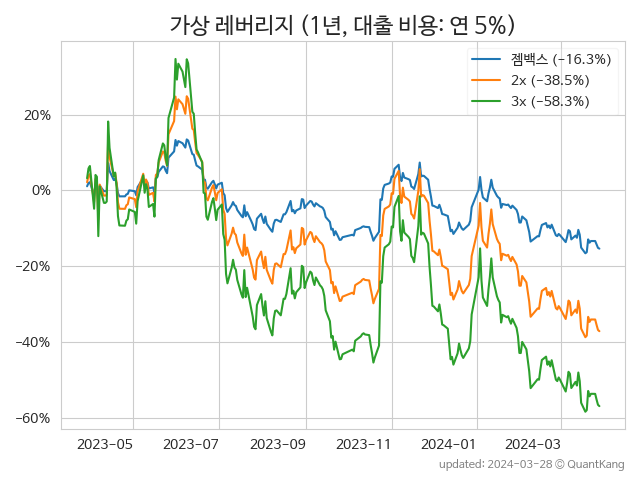 가상 레버리지 (1년, 대출 비용: 연 5%)
젬백스 (−16.3%)
2x (−38.5%)
3x (−58.3%)
20%
0%
−20%
−40%
−60%
2023−05 2023−07 2023−09 2023−11 2024−01 2024−03
updated: 2024−03−28 © QuantKang